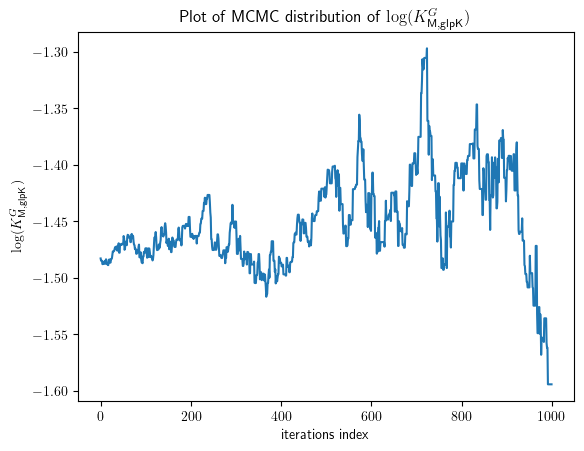 Plot of MCMC distribution of log(K^G_M,glpK)
−1.30
−1.35
−1.40
−1.45
−1.50
−1.55
−1.60
log(K^G_M,glpK)
0 200 400 600 800 1000
iterations index